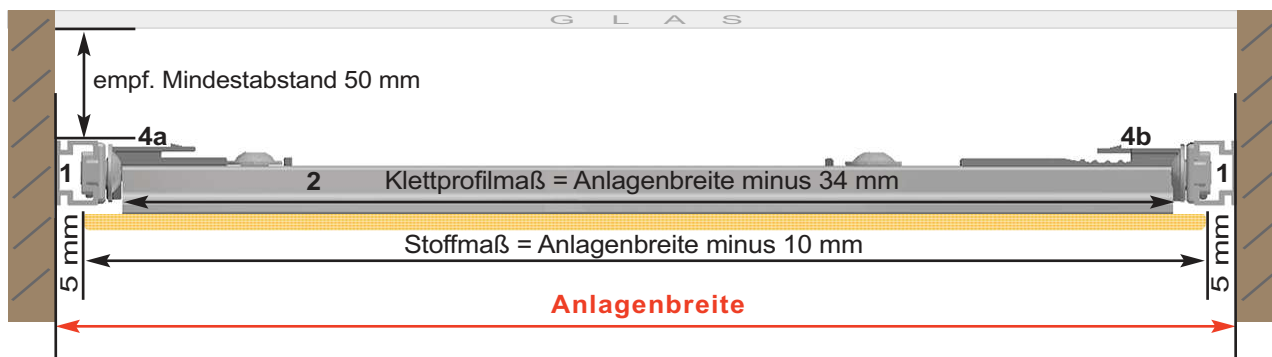 GLAS
empf. Mindestabstand 50 mm
4a
4b
1
2
Klettprofilmaß = Anlagenbreite minus 34 mm
1
Stoffmaß = Anlagenbreite minus 10 mm
5 mm
5 mm
Anlagenbreite